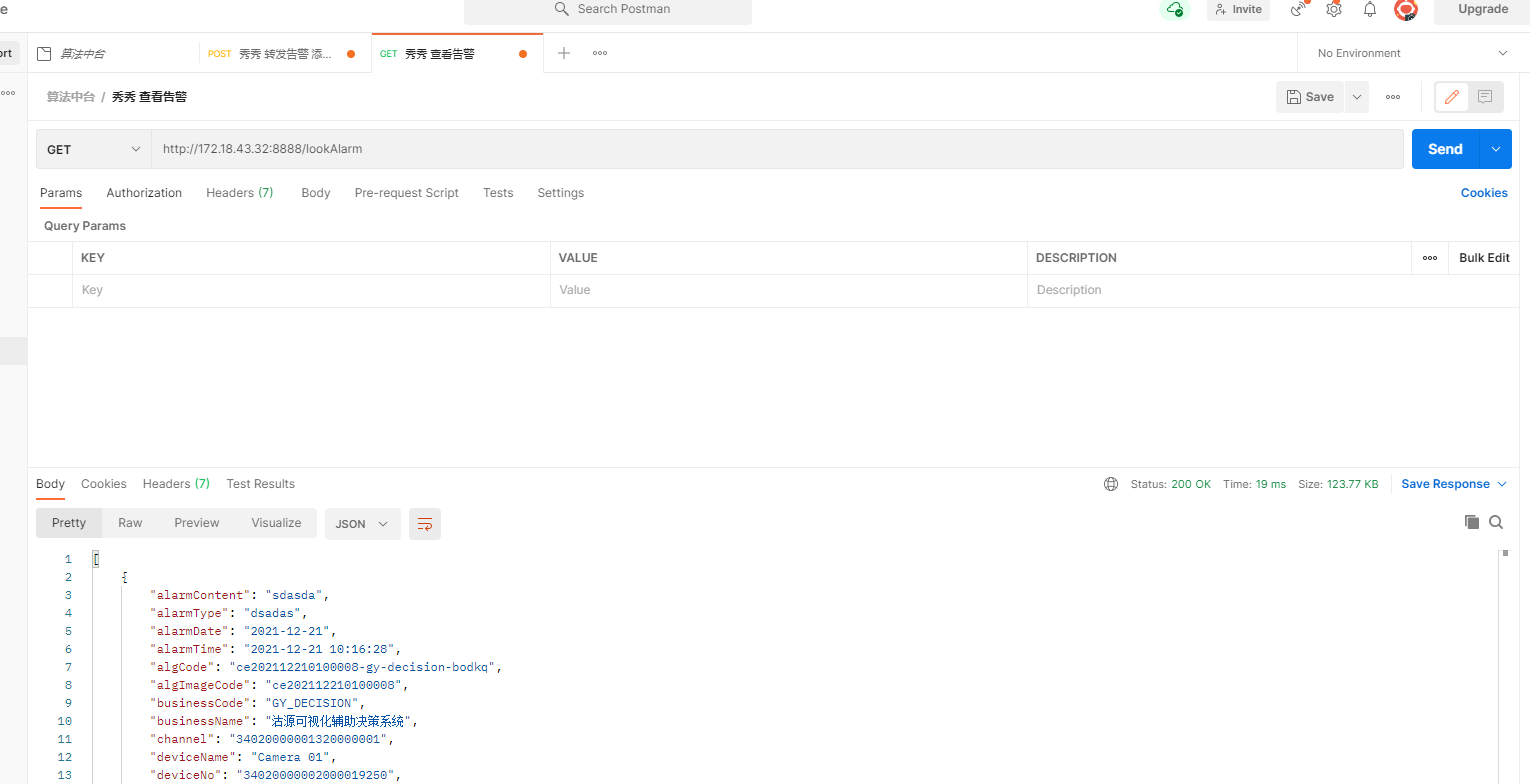 e
Search Postman
Invite
Upgrade
ort
算法中台
POST 秀秀 转发告警 添...
GET 秀秀 查看告警
No Environment
算法中台 / 秀秀 查看告警
Save
GET
http://172.18.43.32:8888/lookAlarm
Send
Params
Authorization
Headers (7)
Body
Pre-request Script
Tests
Settings
Cookies
Query Params
KEY
VALUE
DESCRIPTION
Bulk Edit
Key
Value
Description
Body
Cookies
Headers (7)
Test Results
Status: 200 OK
Time: 19 ms
Size: 123.77 KB
Save Response
Pretty
Raw
Preview
Visualize
JSON
1 [
2 {
3 "alarmContent": "sdasda",
4 "alarmType": "dsadas",
5 "alarmDate": "2021-12-21",
6 "alarmTime": "2021-12-21 10:16:28",
7 "algCode": "ce202112210100008-gy-decision-bodkq",
8 "algImageCode": "ce202112210100008",
9 "businessCode": "GY_DECISION",
10 "businessName": "沽源可视化辅助决策系统",
11 "channel": "34020000001320000001",
12 "deviceName": "Camera 01",
13 "deviceNo": "34020000002000019250",